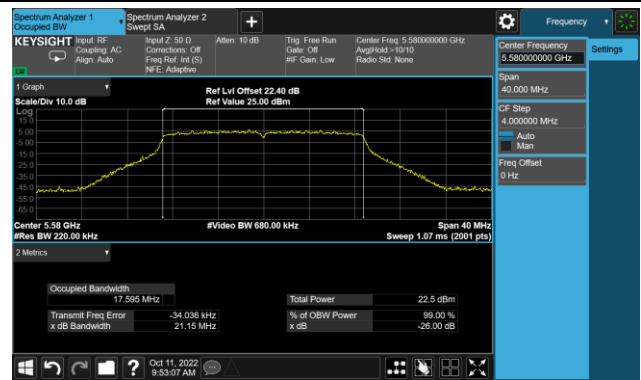 Spectrum Analyzer 1
Occupied BW
Spectrum Analyzer 2
Swept SA
Frequency
KEYSIGHT
Input: RF
Coupling: AC
Align: Auto
Input Z: 50 Ω
Corrections: Off
Freq Ref: Int (S)
NFE: Adaptive
Atten: 10 dB
Trig: Free Run
Gate: Off
#IF Gain: Low
Center Freq: 5.580000000 GHz
Avg|Hold:>10/10
Radio Std: None
LW
1 Graph
Scale/Div 10.0 dB
Ref Lvl Offset 22.40 dB
Ref Value 25.00 dBm
Log
15.0
5.00
-5.00
-15.0
-25.0
-35.0
-45.0
-55.0
-65.0
Center 5.58 GHz
#Res BW 220.00 kHz
#Video BW 680.00 kHz
Span 40 MHz
Sweep 1.07 ms (2001 pts)
2 Metrics
Occupied Bandwidth
17.595 MHz
Transmit Freq Error -34.036 kHz
x dB Bandwidth 21.15 MHz
Total Power 22.5 dBm
% of OBW Power 99.00 %
x dB -26.00 dB
Center Frequency
5.580000000 GHz
Settings
Span
40.000 MHz
CF Step
4.000000 MHz
Auto
Man
Freq Offset
0 Hz
Oct 11, 2022
9:53:07 AM